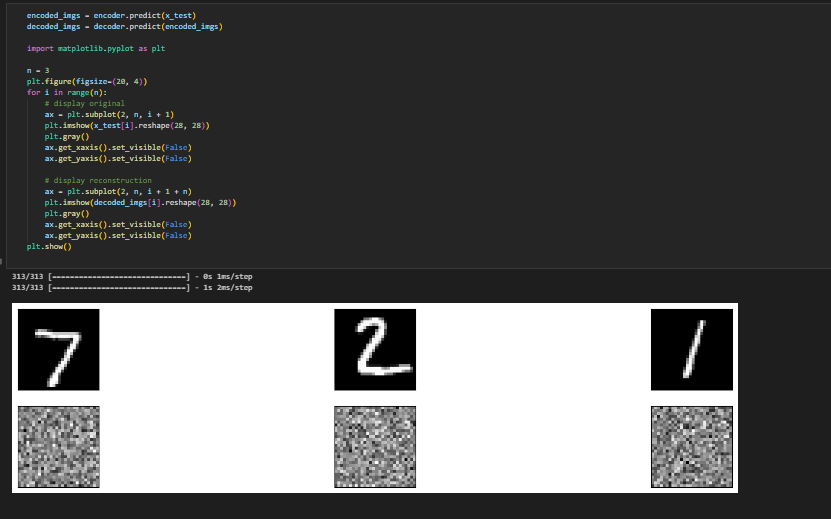 encoded_imgs = encoder.predict(x_test)
decoded_imgs = decoder.predict(encoded_imgs)
import matplotlib.pyplot as plt
n = 3
plt.figure(figsize=(20, 4))
for i in range(n):
# display original
ax = plt.subplot(2, n, i + 1)
plt.imshow(x_test[i].reshape(28, 28))
plt.gray()
ax.get_xaxis().set_visible(False)
ax.get_yaxis().set_visible(False)
# display reconstruction
ax = plt.subplot(2, n, i + 1 + n)
plt.imshow(decoded_imgs[i].reshape(28, 28))
plt.gray()
ax.get_xaxis().set_visible(False)
ax.get_yaxis().set_visible(False)
plt.show()
313/313 [==============================] - 0s 1ms/step
313/313 [==============================] - 1s 2ms/step
7 2 1